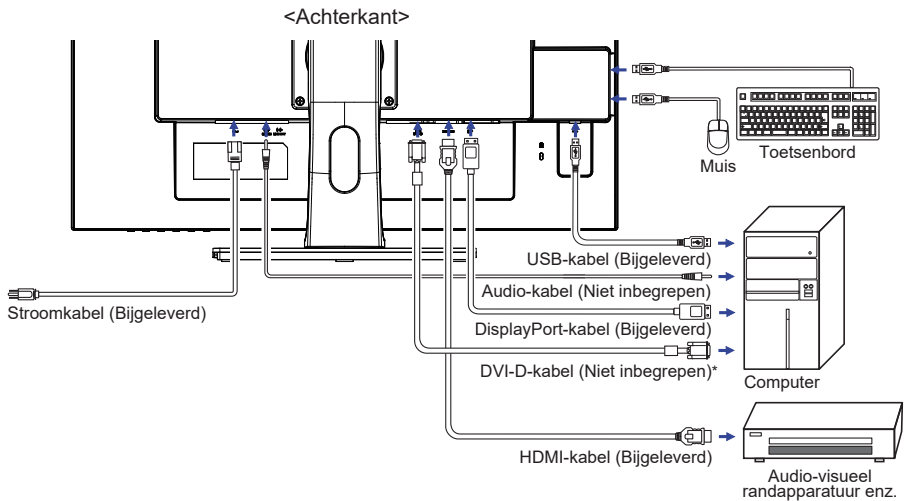 <Achterkant>
Muis
Toetsenbord
USB-kabel (Bijgeleverd)
Audio-kabel (Niet inbegrepen)
Stroomkabel (Bijgeleverd)
DisplayPort-kabel (Bijgeleverd)
DVI-D-kabel (Niet inbegrepen)*
Computer
HDMI-kabel (Bijgeleverd)
Audio-visueel
randapparatuur enz.